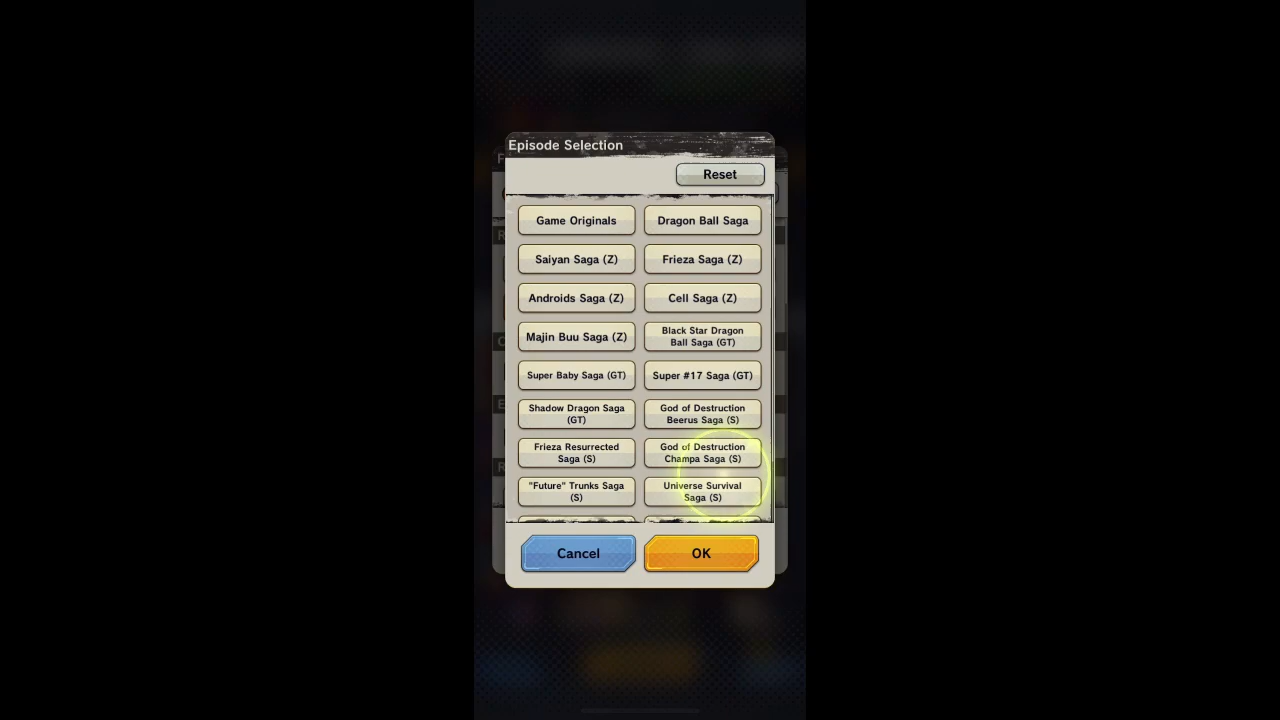 Episode Selection
Reset
Game Originals
Dragon Ball Saga
Saiyan Saga (Z)
Frieza Saga (Z)
Androids Saga (Z)
Cell Saga (Z)
Majin Buu Saga (Z)
Black Star Dragon
Ball Saga (GT)
Super Baby Saga (GT)
Super #17 Saga (GT)
Shadow Dragon Saga
(GT)
God of Destruction
Beerus Saga (S)
Frieza Resurrected
Saga (S)
God of Destruction
Champa Saga (S)
"Future" Trunks Saga
(S)
Universe Survival
Saga (S)
Cancel
OK